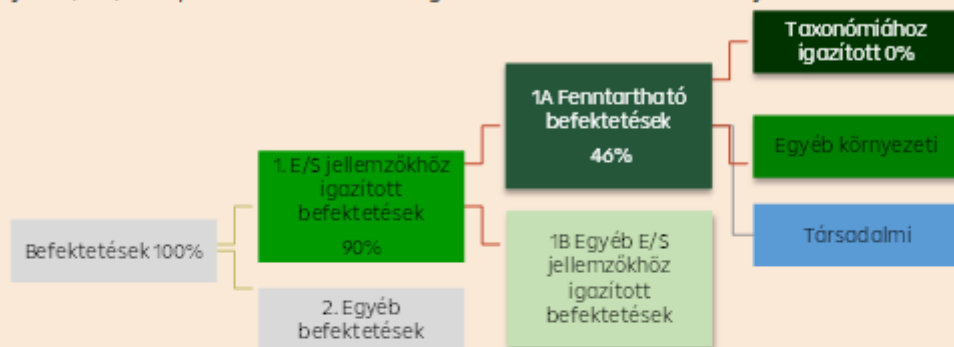 Befektetések 100%
1. E/S jellemzőkhöz
igazított
befektetések
90%
2. Egyéb
befektetések
1A Fenntartható
befektetések
46%
1B Egyéb E/S
jellemzőkhöz
igazított
befektetések
Taxonómiához
igazított 0%
Egyéb környezeti
Társadalmi